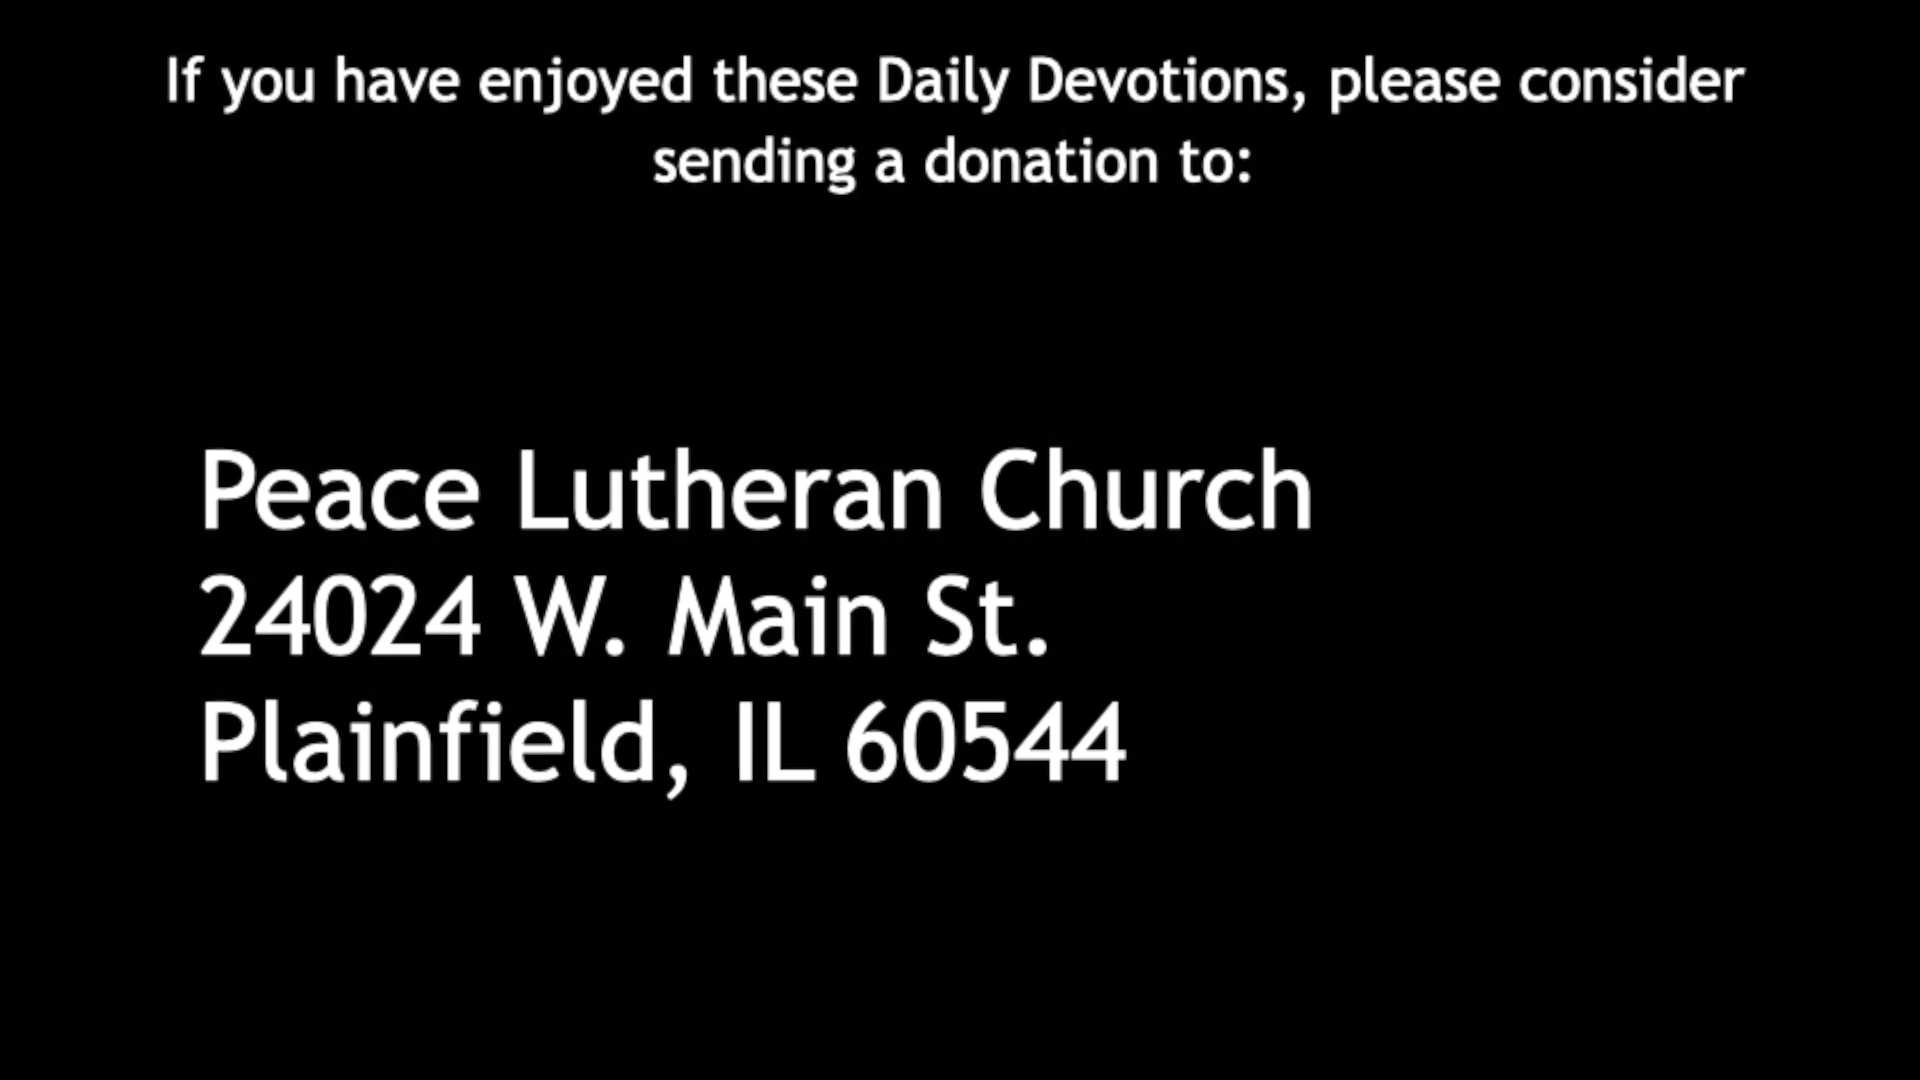 If you have enjoyed these Daily Devotions, please consider
sending a donation to:
Peace Lutheran Church
24024 W. Main St.
Plainfield, IL 60544